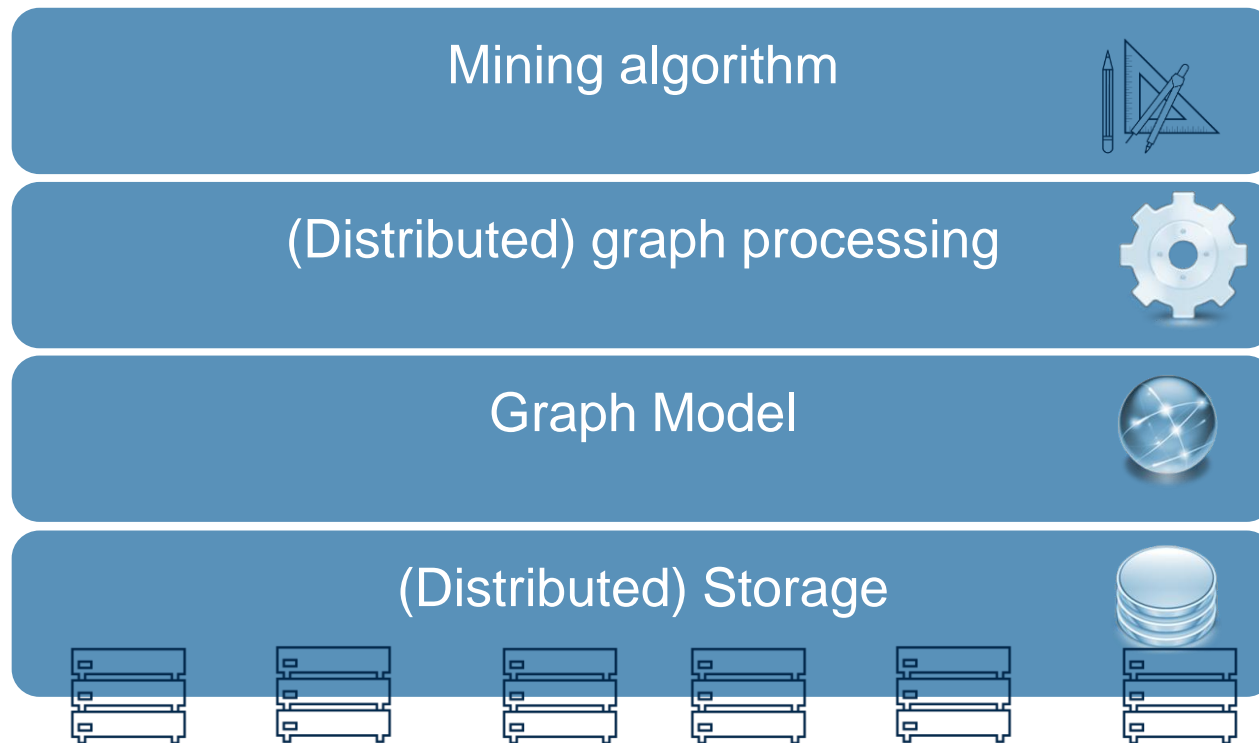 Mining algorithm
(Distributed) graph processing
Graph Model
(Distributed) Storage